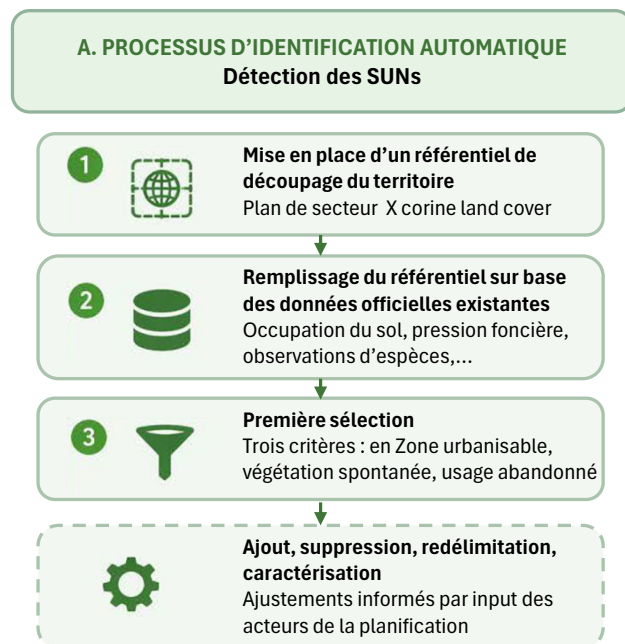 A. PROCESSUS D’IDENTIFICATION AUTOMATIQUE
Détection des SUNs
1
Mise en place d’un référentiel de
découpage du territoire
Plan de secteur X corine land cover
2
Remplissage du référentiel sur base
des données officielles existantes
Occupation du sol, pression foncière,
observations d’espèces,...
3
Première sélection
Trois critères : en Zone urbanisable,
végétation spontanée, usage abandonné
Ajout, suppression, redélimitation,
caractérisation
Ajustements informés par input des
acteurs de la planification